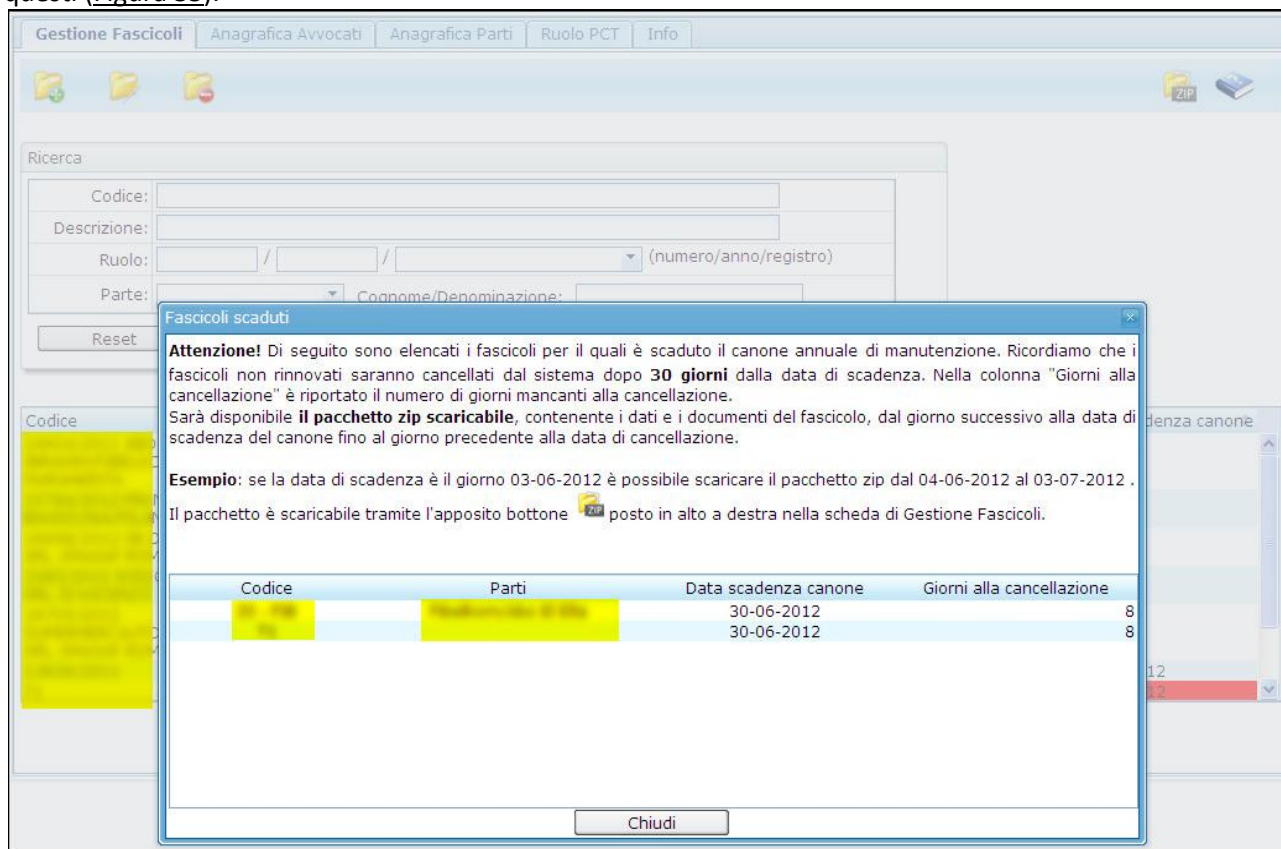 questi (Figura 35).
Gestione Fascicoli Anagrafica Avvocati Anagrafica Parti Ruolo PCT Info
ZIP
Ricerca
Codice:
Descrizione:
Ruolo: / / (numero/anno/registro)
Parte: Cognome/Denominazione:
Reset
Fascicoli scaduti
Attenzione! Di seguito sono elencati i fascicoli per il quali è scaduto il canone annuale di manutenzione. Ricordiamo che i
fascicoli non rinnovati saranno cancellati dal sistema dopo 30 giorni dalla data di scadenza. Nella colonna "Giorni alla
cancellazione" è riportato il numero di giorni mancanti alla cancellazione.
Sarà disponibile il pacchetto zip scaricabile, contenente i dati e i documenti del fascicolo, dal giorno successivo alla data di
scadenza del canone fino al giorno precedente alla data di cancellazione.
Esempio: se la data di scadenza è il giorno 03-06-2012 è possibile scaricare il pacchetto zip dal 04-06-2012 al 03-07-2012 .
Il pacchetto è scaricabile tramite l'apposito bottone ZIP posto in alto a destra nella scheda di Gestione Fascicoli.
Codice Parti Data scadenza canone Giorni alla cancellazione
30-06-2012 8
30-06-2012 8
Chiudi
Codice
denza canone
12
12